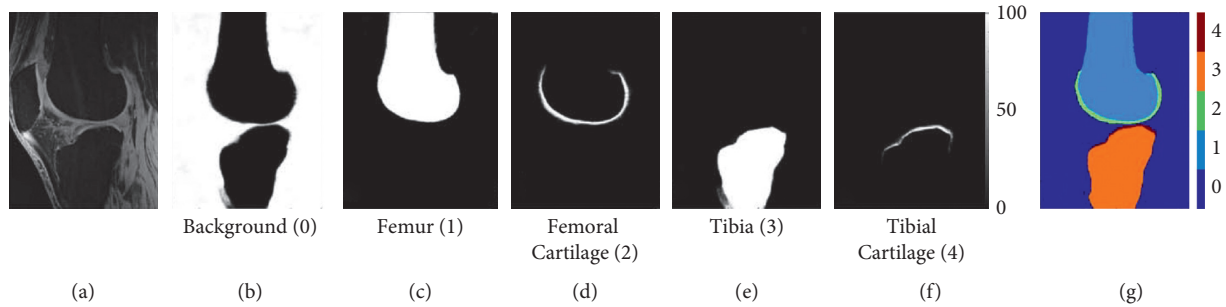 100
50
0
4
3
2
1
0
Background (0)
Femur (1)
Femoral
Cartilage (2)
Tibia (3)
Tibial
Cartilage (4)
(a)
(b)
(c)
(d)
(e)
(f)
(g)